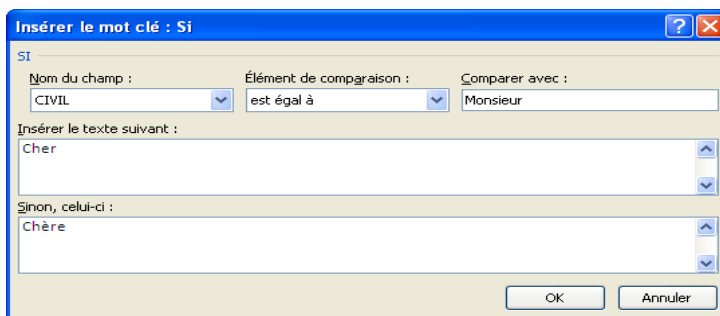 Insérer le mot clé : Si
SI
Nom du champ : Élément de comparaison : Comparer avec :
CIVIL est égal à Monsieur
Insérer le texte suivant :
Cher
Sinon, celui-ci :
Chère
OK Annuler